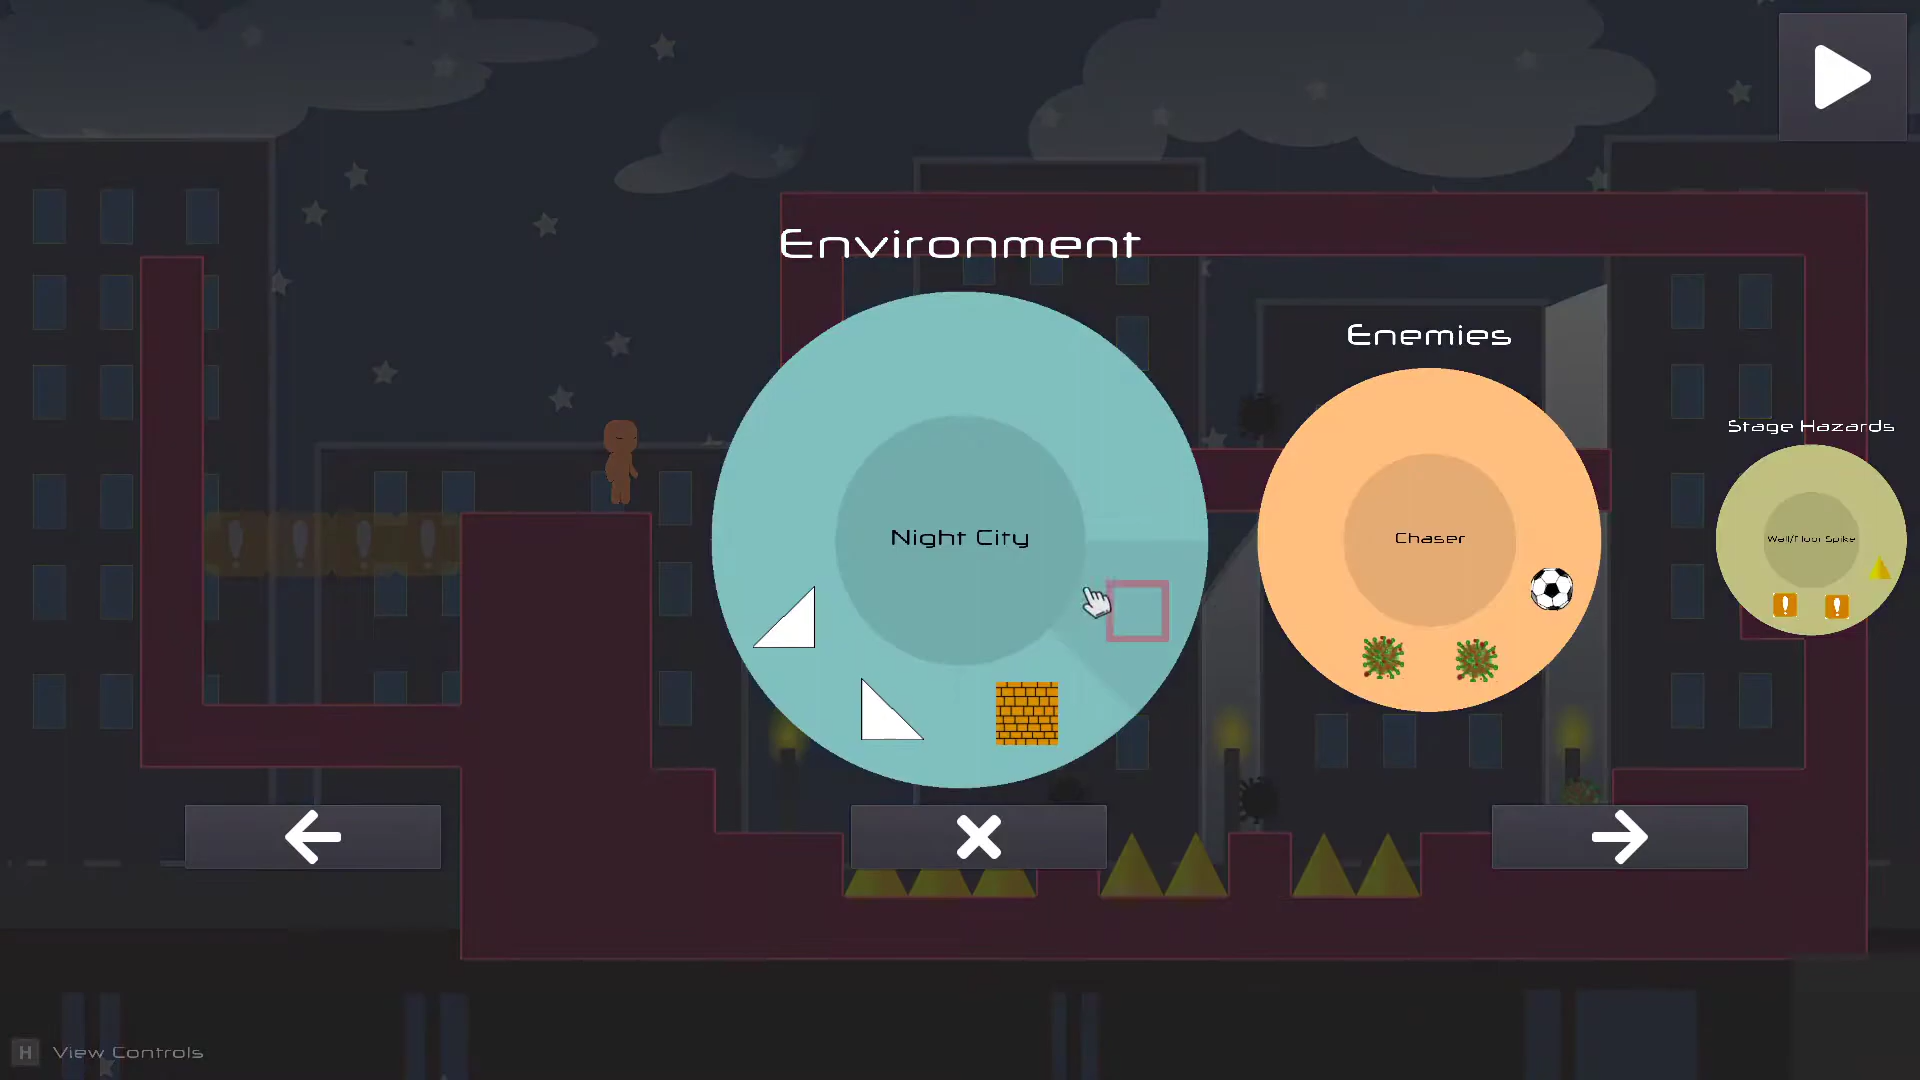 Environment
Enemies
Stage Hazards
Night City
Chaser
Wall/Floor Spike
H View Controls